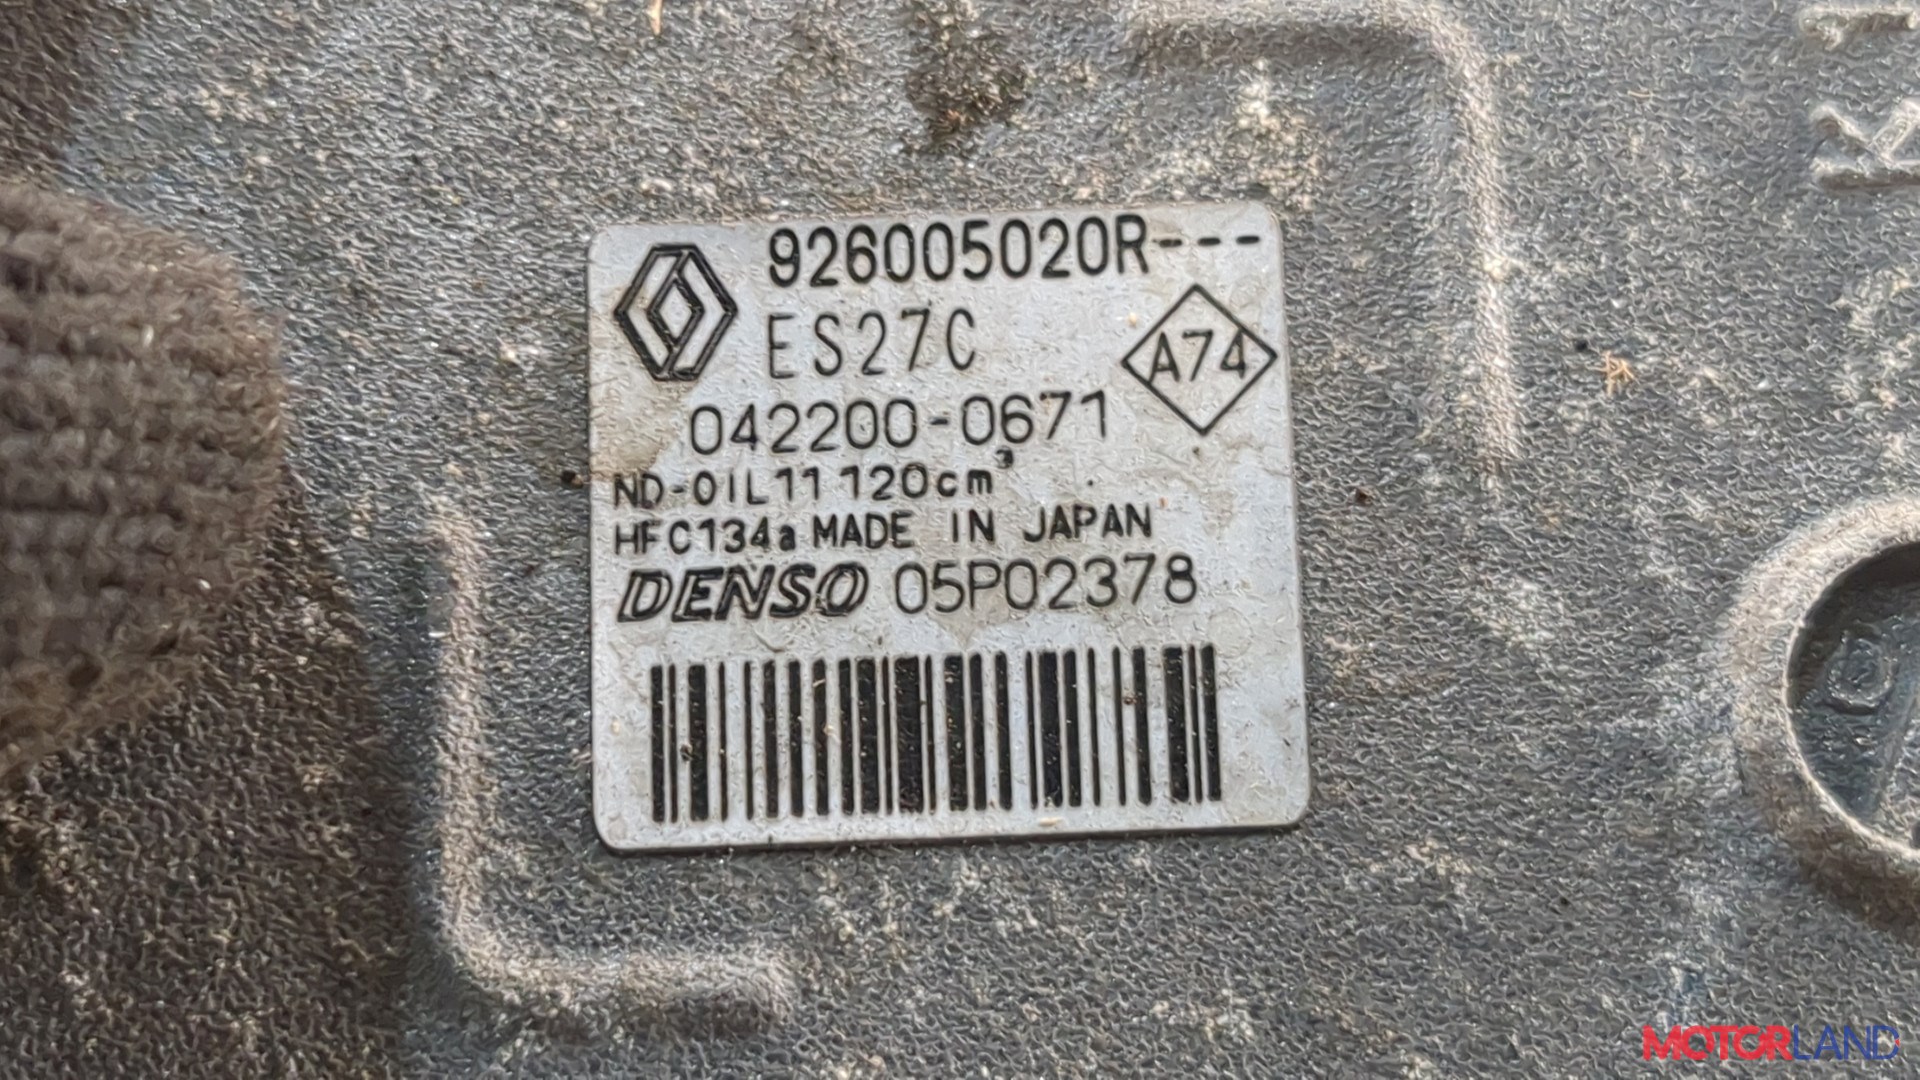 926005020R---
ES27C
A74
042200-0671
ND-OIL11 120cm³
HFC134a MADE IN JAPAN
DENSO 05P02378
MOTORLAND